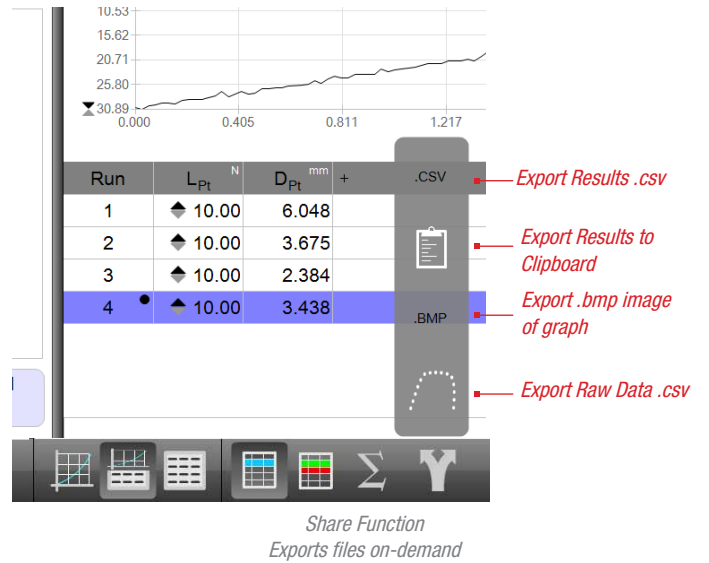 10.53
15.62
20.71
25.80
30.89
0.000 0.405 0.811 1.217
Run LPt N DPt mm + .CSV
1 10.00 6.048
2 10.00 3.675
3 10.00 2.384
4 10.00 3.438
.BMP
Export Results .csv
Export Results to
Clipboard
Export .bmp image
of graph
Export Raw Data .csv
Σ
Share Function
Exports files on-demand